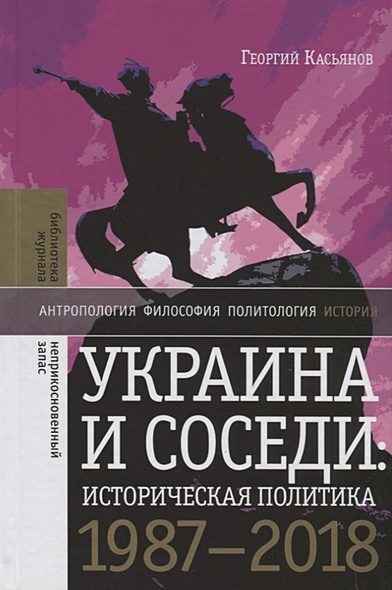 Георгий Касьянов
библиотека
журнала
неприкосновенный
запас
АНТРОПОЛОГИЯ ФИЛОСОФИЯ ПОЛИТОЛОГИЯ ИСТОРИЯ
УКРАИНА
И СОСЕДИ:
ИСТОРИЧЕСКАЯ ПОЛИТИКА
1987–2018